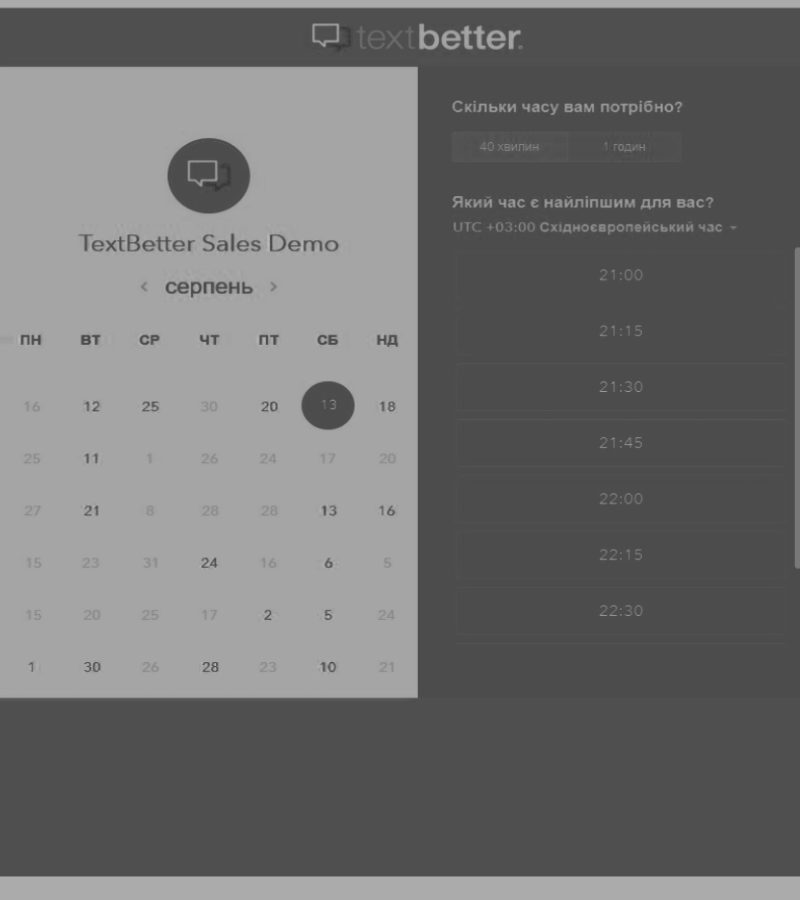 textbetter.
TextBetter Sales Demo
‹ серпень ›
ПН ВТ СР ЧТ ПТ СБ НД
16 12 25 30 20 13 18
25 11 1 26 24 17 20
27 21 8 28 28 13 16
15 23 31 24 16 6 5
15 20 25 17 2 5 24
1 30 26 28 23 10 21
Скільки часу вам потрібно?
40 хвилин 1 годин
Який час є найліпшим для вас?
UTC +03:00 Східноєвропейський час
21:00
21:15
21:30
21:45
22:00
22:15
22:30